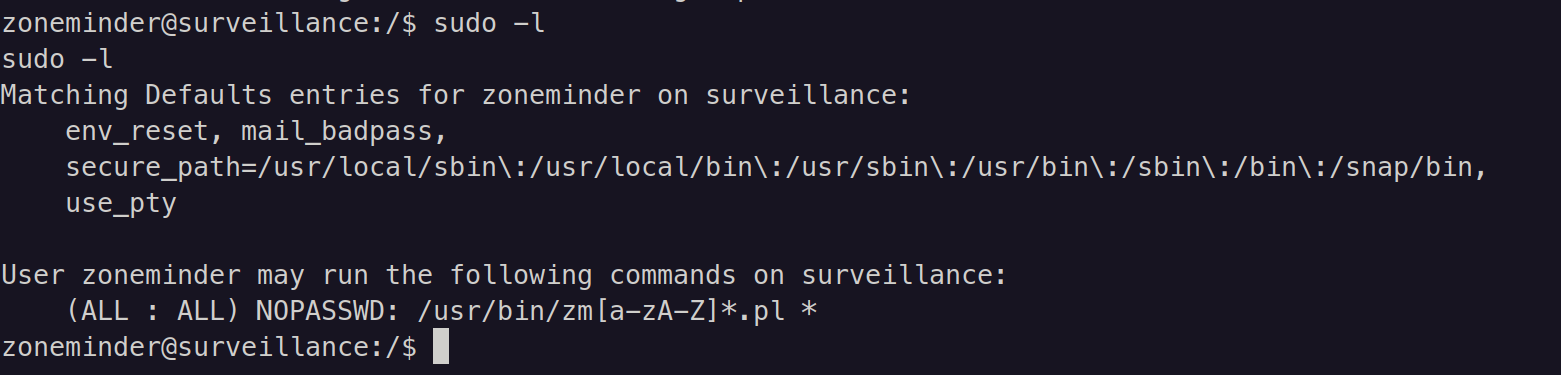 zoneminder@surveillance:/$ sudo -l
sudo -l
Matching Defaults entries for zoneminder on surveillance:
    env_reset, mail_badpass,
    secure_path=/usr/local/sbin\:/usr/local/bin\:/usr/sbin\:/usr/bin\:/sbin\:/bin\:/snap/bin,
    use_pty

User zoneminder may run the following commands on surveillance:
    (ALL : ALL) NOPASSWD: /usr/bin/zm[a-zA-Z]*.pl *
zoneminder@surveillance:/$